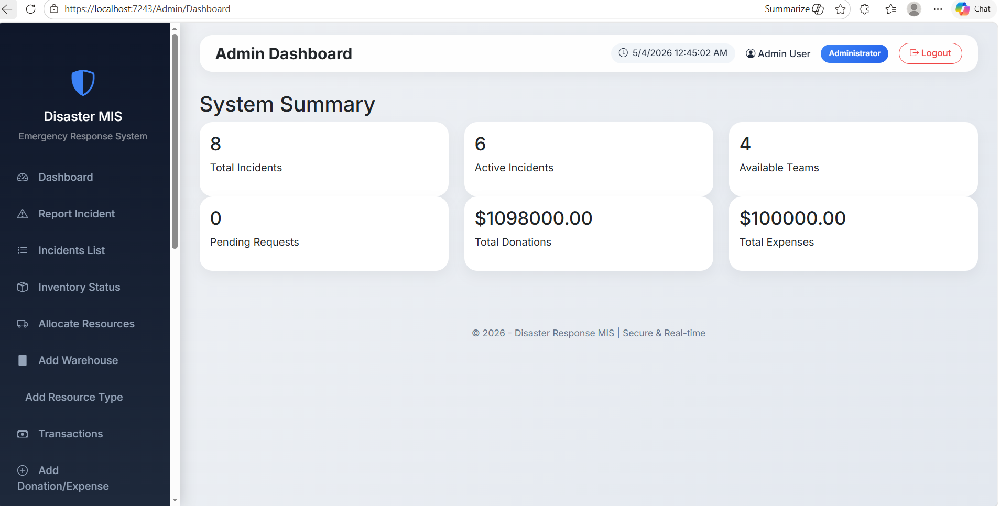 https://localhost:7243/Admin/Dashboard
Summarize
Chat
Disaster MIS
Emergency Response System
Dashboard
Report Incident
Incidents List
Inventory Status
Allocate Resources
Add Warehouse
Add Resource Type
Transactions
Add
Donation/Expense
Admin Dashboard
5/4/2026 12:45:02 AM
Admin User
Administrator
Logout
System Summary
8
Total Incidents
6
Active Incidents
4
Available Teams
0
Pending Requests
$1098000.00
Total Donations
$100000.00
Total Expenses
© 2026 - Disaster Response MIS | Secure & Real-time